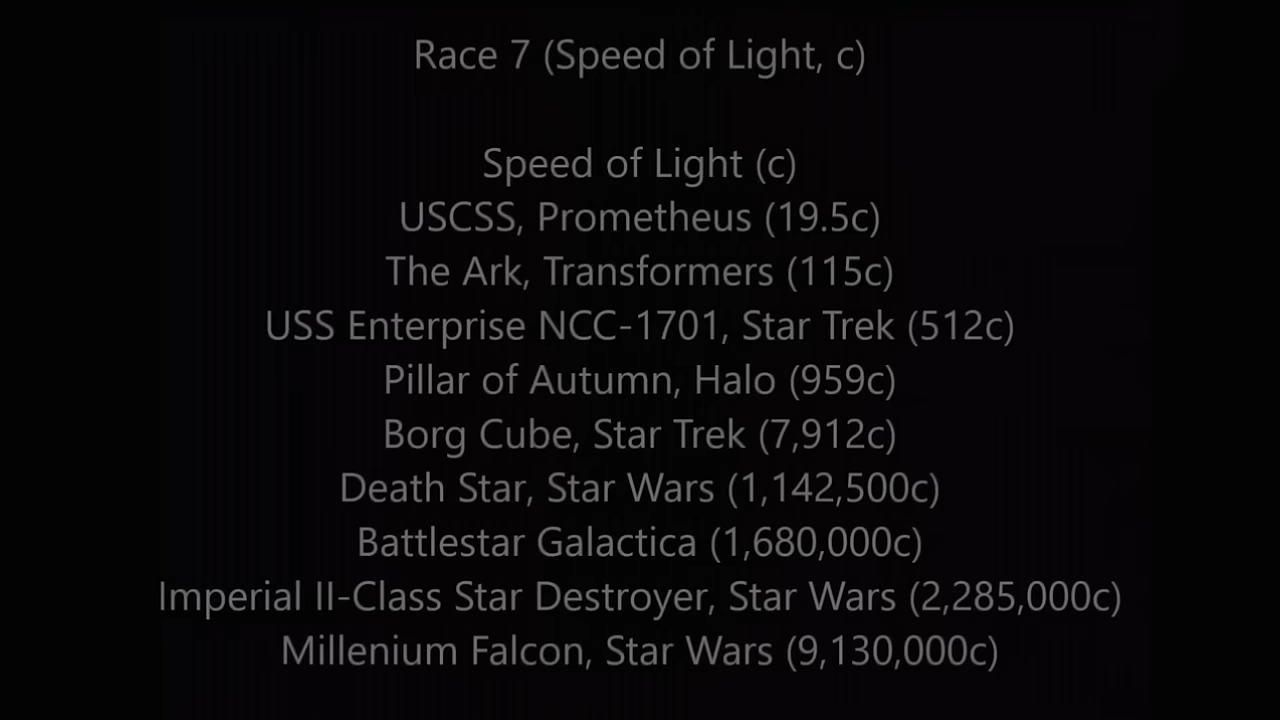 Race 7 (Speed of Light, c)
Speed of Light (c)
USCSS, Prometheus (19.5c)
The Ark, Transformers (115c)
USS Enterprise NCC-1701, Star Trek (512c)
Pillar of Autumn, Halo (959c)
Borg Cube, Star Trek (7,912c)
Death Star, Star Wars (1,142,500c)
Battlestar Galactica (1,680,000c)
Imperial II-Class Star Destroyer, Star Wars (2,285,000c)
Millenium Falcon, Star Wars (9,130,000c)